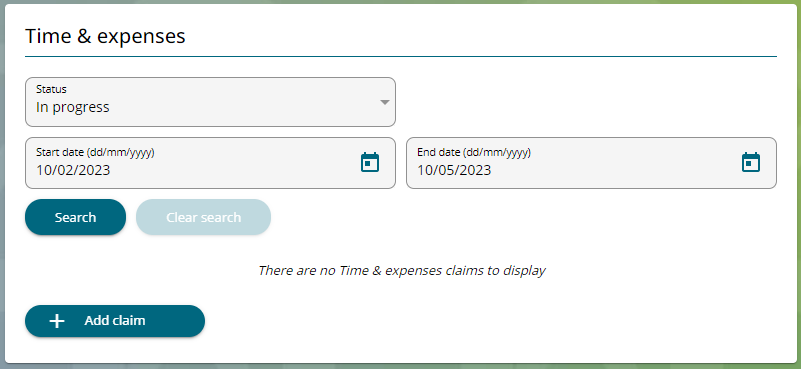 Time & expenses
Status
In progress
Start date (dd/mm/yyyy)
10/02/2023
End date (dd/mm/yyyy)
10/05/2023
Search
Clear search
There are no Time & expenses claims to display
Add claim